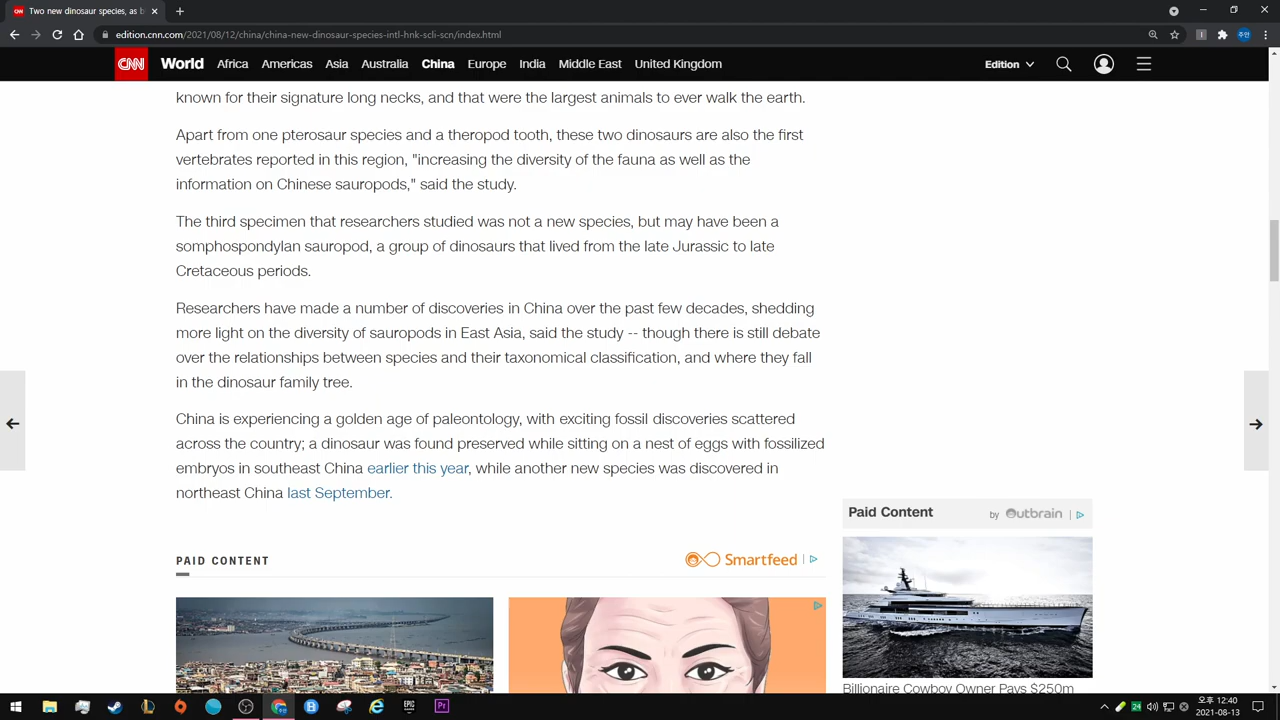 Two new dinosaur species, as b
edition.cnn.com/2021/08/12/china/china-new-dinosaur-species-intl-hnk-scli-scn/index.html
CNN World Africa Americas Asia Australia China Europe India Middle East United Kingdom Edition
known for their signature long necks, and that were the largest animals to ever walk the earth.
Apart from one pterosaur species and a theropod tooth, these two dinosaurs are also the first
vertebrates reported in this region, "increasing the diversity of the fauna as well as the
information on Chinese sauropods," said the study.
The third specimen that researchers studied was not a new species, but may have been a
somphospondylan sauropod, a group of dinosaurs that lived from the late Jurassic to late
Cretaceous periods.
Researchers have made a number of discoveries in China over the past few decades, shedding
more light on the diversity of sauropods in East Asia, said the study -- though there is still debate
over the relationships between species and their taxonomical classification, and where they fall
in the dinosaur family tree.
China is experiencing a golden age of paleontology, with exciting fossil discoveries scattered
across the country; a dinosaur was found preserved while sitting on a nest of eggs with fossilized
embryos in southeast China earlier this year, while another new species was discovered in
northeast China last September.
Paid Content
by Outbrain
PAID CONTENT
Smartfeed
Billionaire Cowboy Owner Pays $250m
EPIC
Pr
24
오후 12:40
2021-08-13